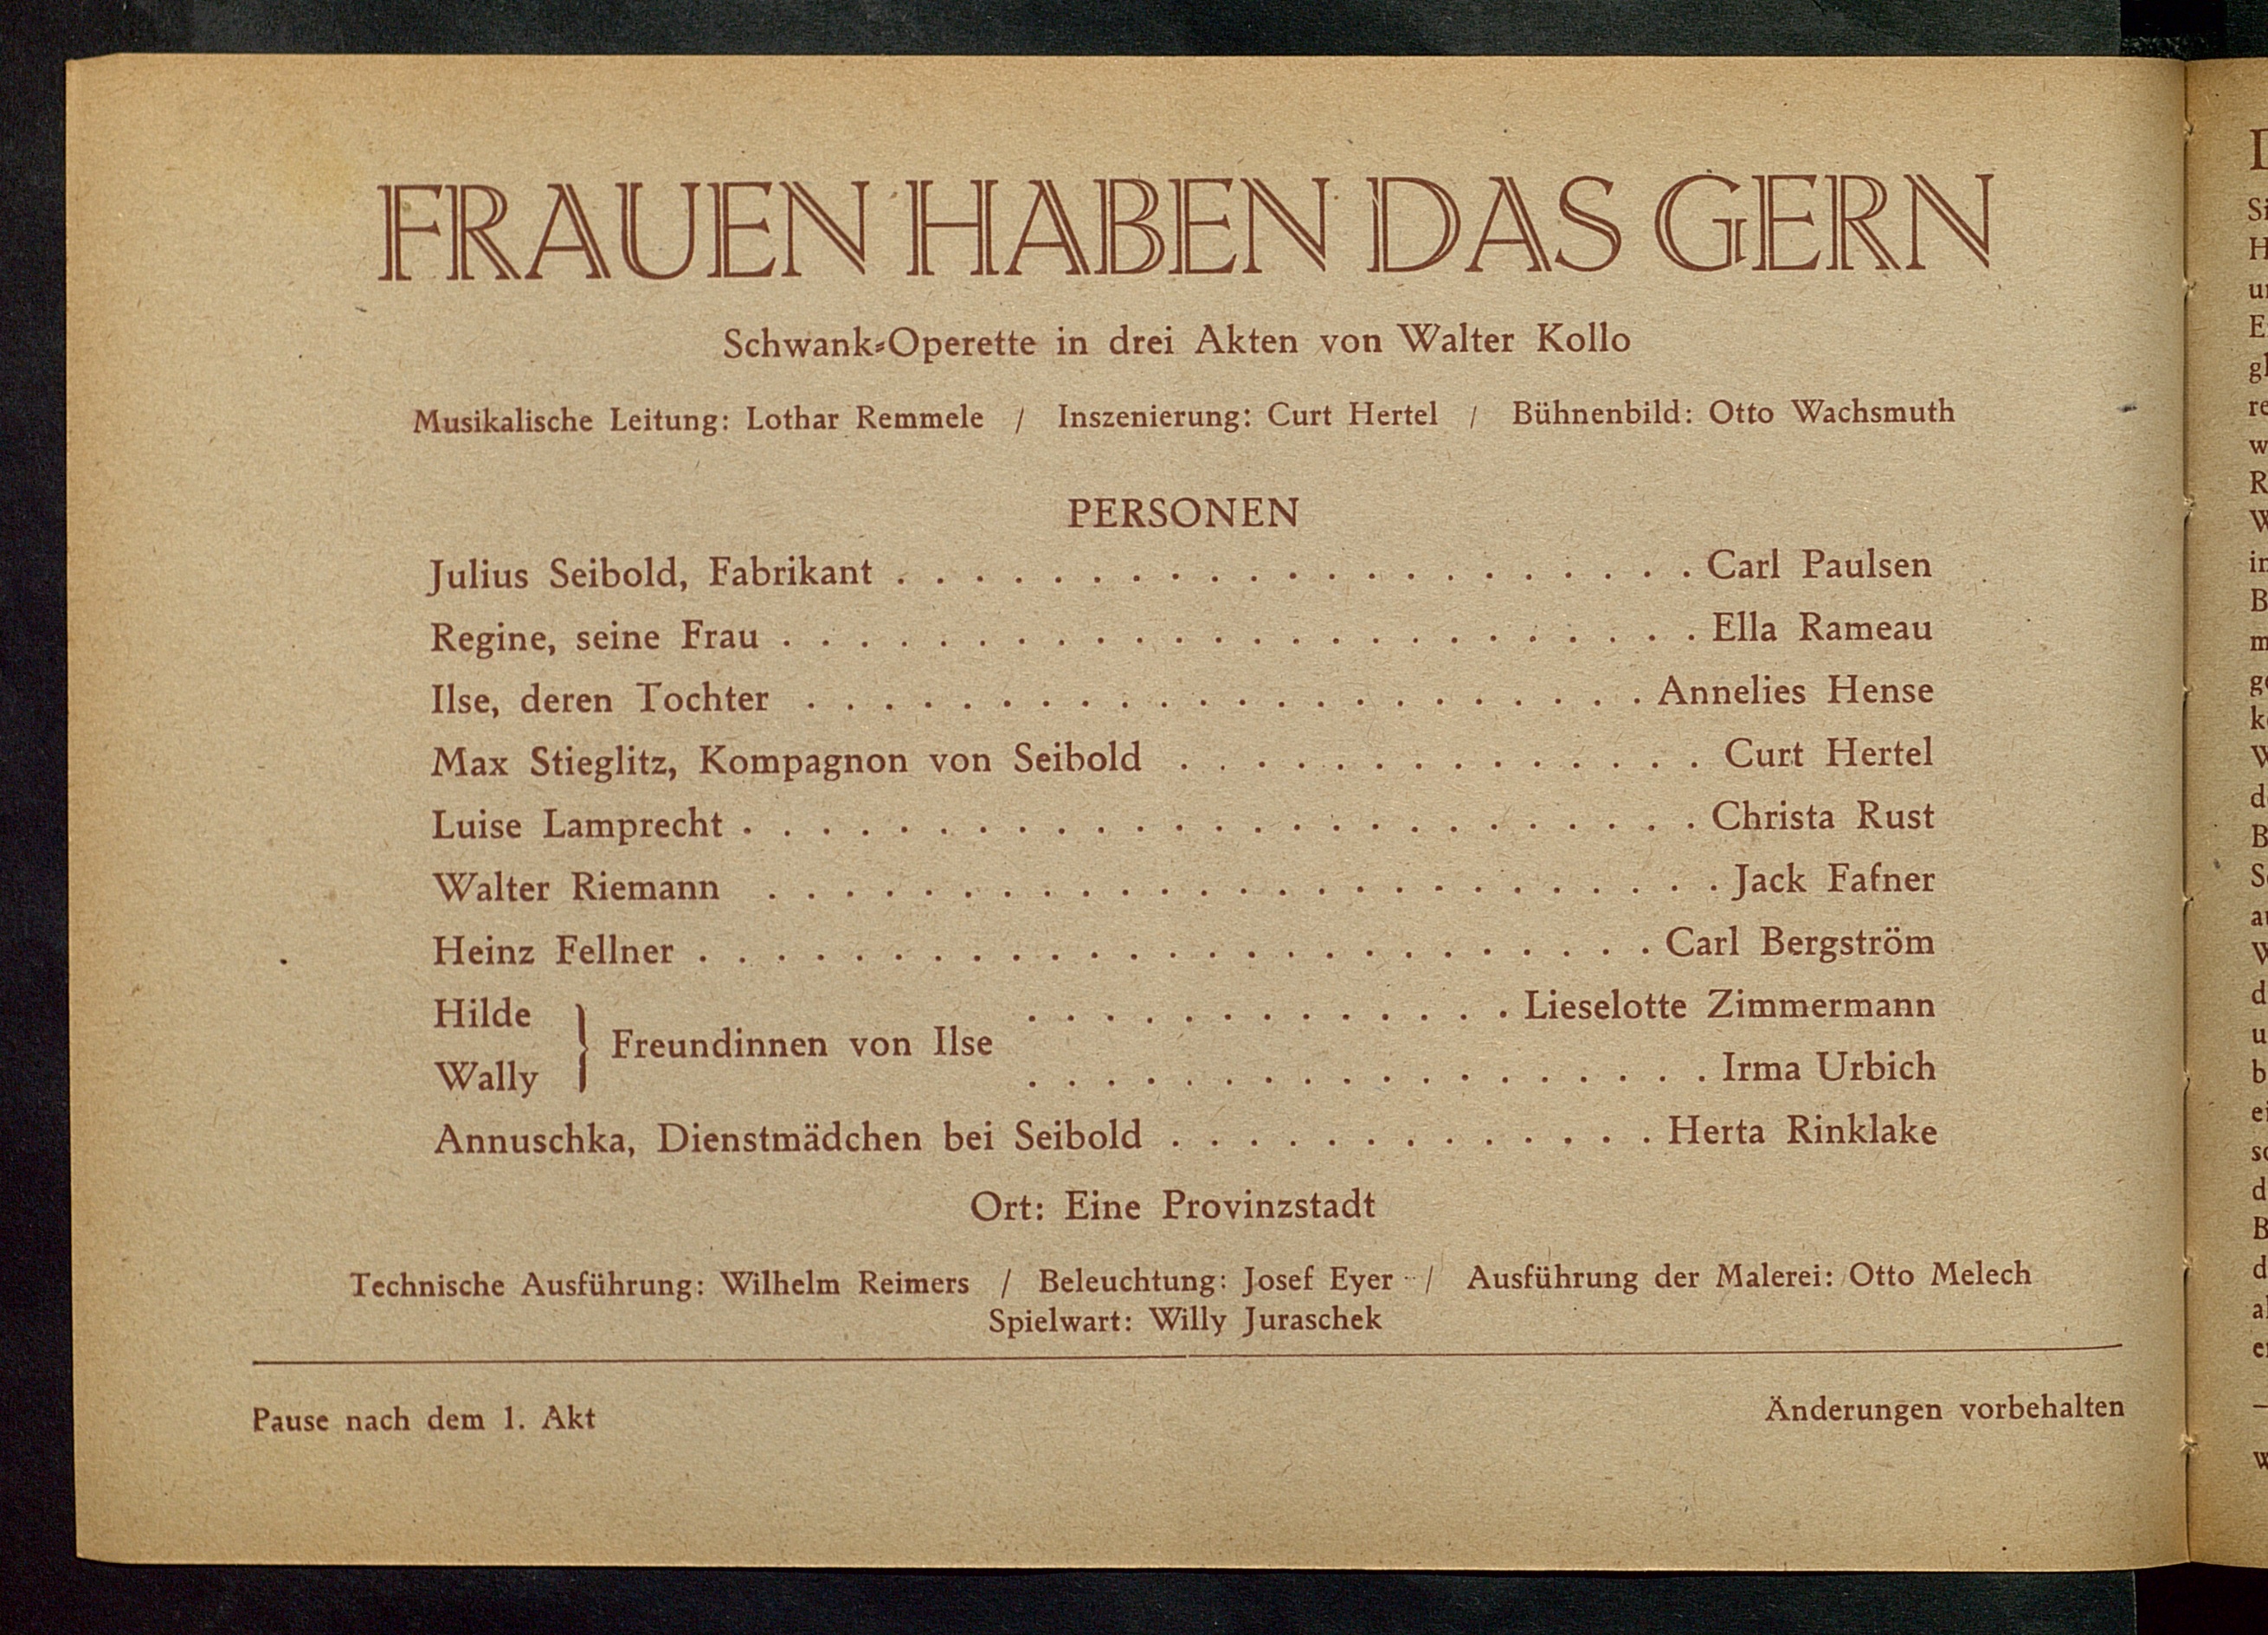 FRAUEN HABEN DAS GERN
Schwank-Operette in drei Akten von Walter Kollo
Musikalische Leitung: Lothar Remmele / Inszenierung: Curt Hertel / Bühnenbild: Otto Wachsmuth
PERSONEN
Julius Seibold, Fabrikant . . . . . . . . . . . . . . . . . . . . . Carl Paulsen
Regine, seine Frau . . . . . . . . . . . . . . . . . . . . . . . . Ella Rameau
Ilse, deren Tochter . . . . . . . . . . . . . . . . . . . . . . Annelies Hense
Max Stieglitz, Kompagnon von Seibold . . . . . . . . . . . . . . Curt Hertel
Luise Lamprecht . . . . . . . . . . . . . . . . . . . . . . . . . Christa Rust
Walter Riemann . . . . . . . . . . . . . . . . . . . . . . . . . Jack Fafner
Heinz Fellner . . . . . . . . . . . . . . . . . . . . . . . . . Carl Bergström
Hilde . . . . . . . . . . . . . Lieselotte Zimmermann
} Freundinnen von Ilse
Wally . . . . . . . . . . . . . . . . . . Irma Urbich
Annuschka, Dienstmädchen bei Seibold . . . . . . . . . . . . . Herta Rinklake
Ort: Eine Provinzstadt
Technische Ausführung: Wilhelm Reimers / Beleuchtung: Josef Eyer / Ausführung der Malerei: Otto Melech
Spielwart: Willy Juraschek
Pause nach dem 1. Akt
Änderungen vorbehalten